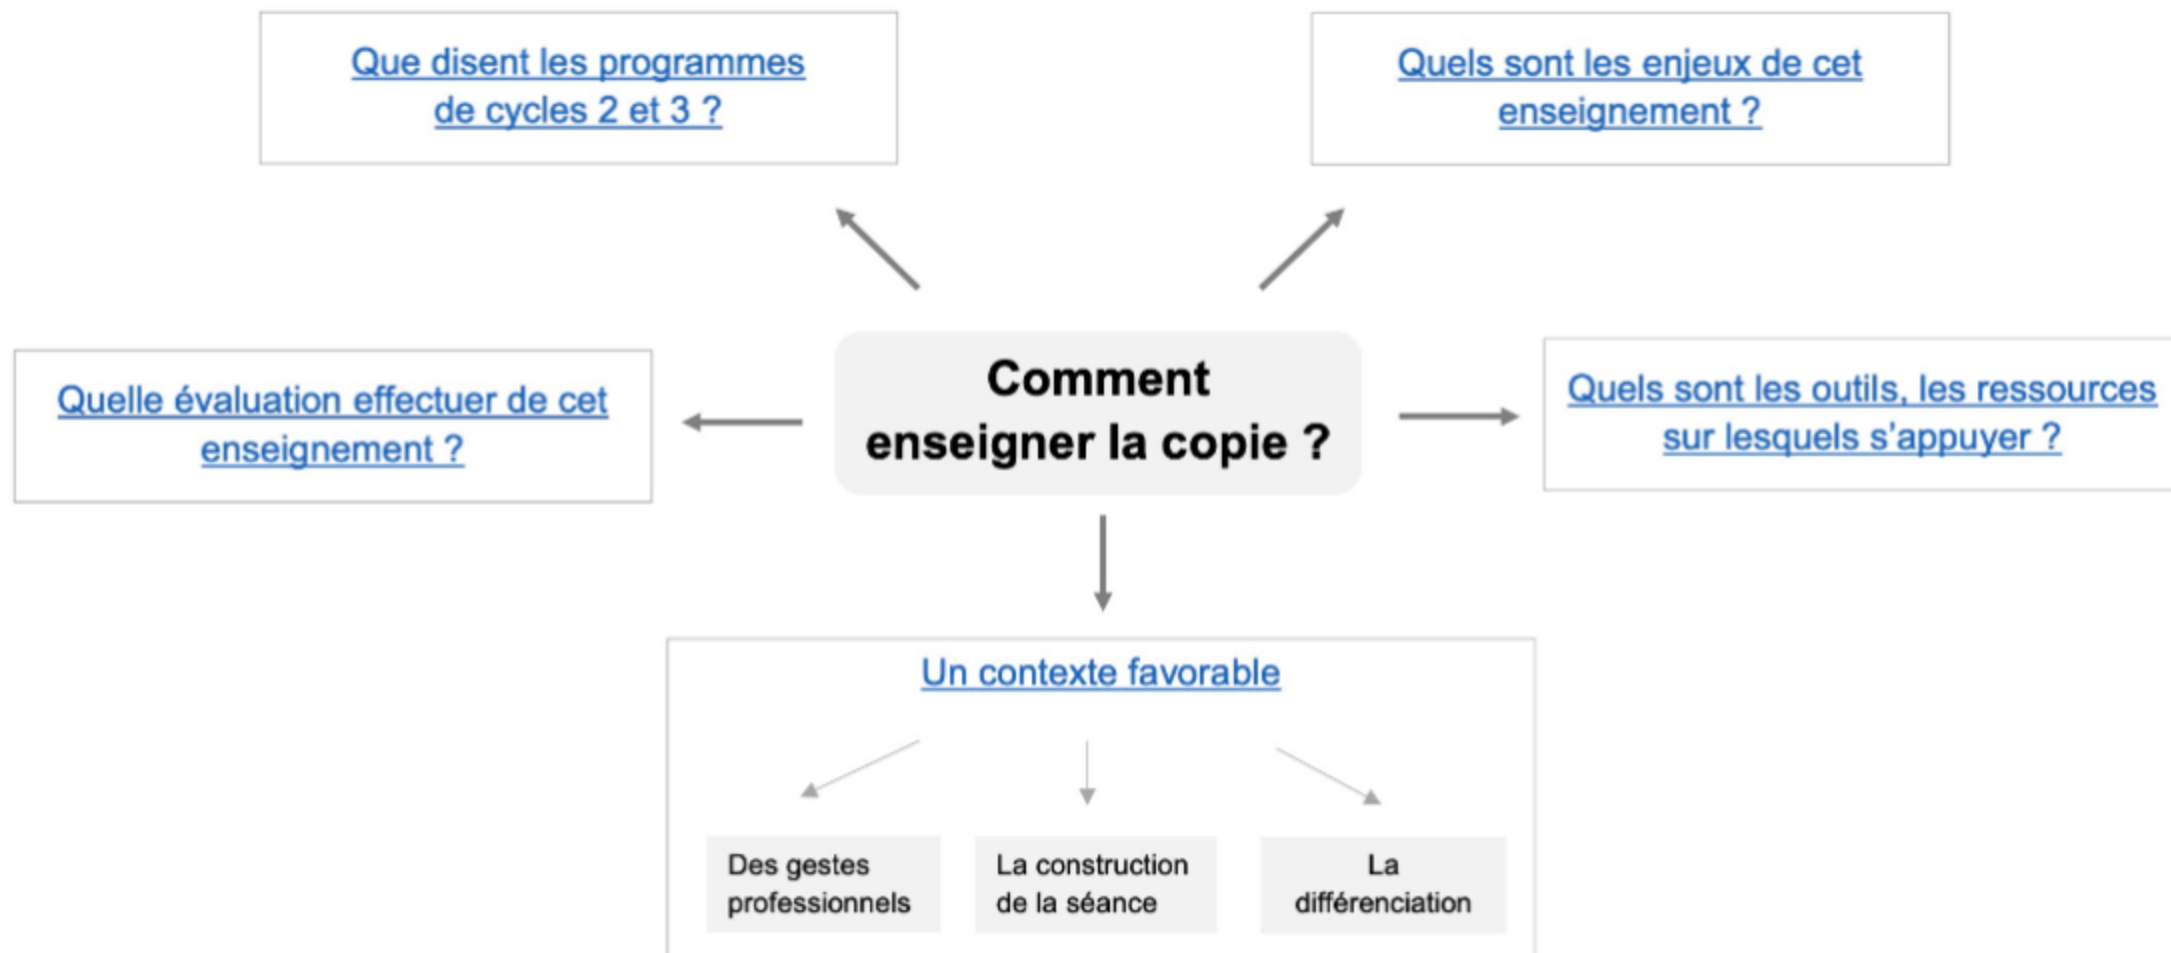 Que disent les programmes
de cycles 2 et 3 ?
Quels sont les enjeux de cet
enseignement ?
Quelle évaluation effectuer de cet
enseignement ?
Comment
enseigner la copie ?
Quels sont les outils, les ressources
sur lesquels s’appuyer ?
Un contexte favorable
Des gestes
professionnels
La construction
de la séance
La
différenciation